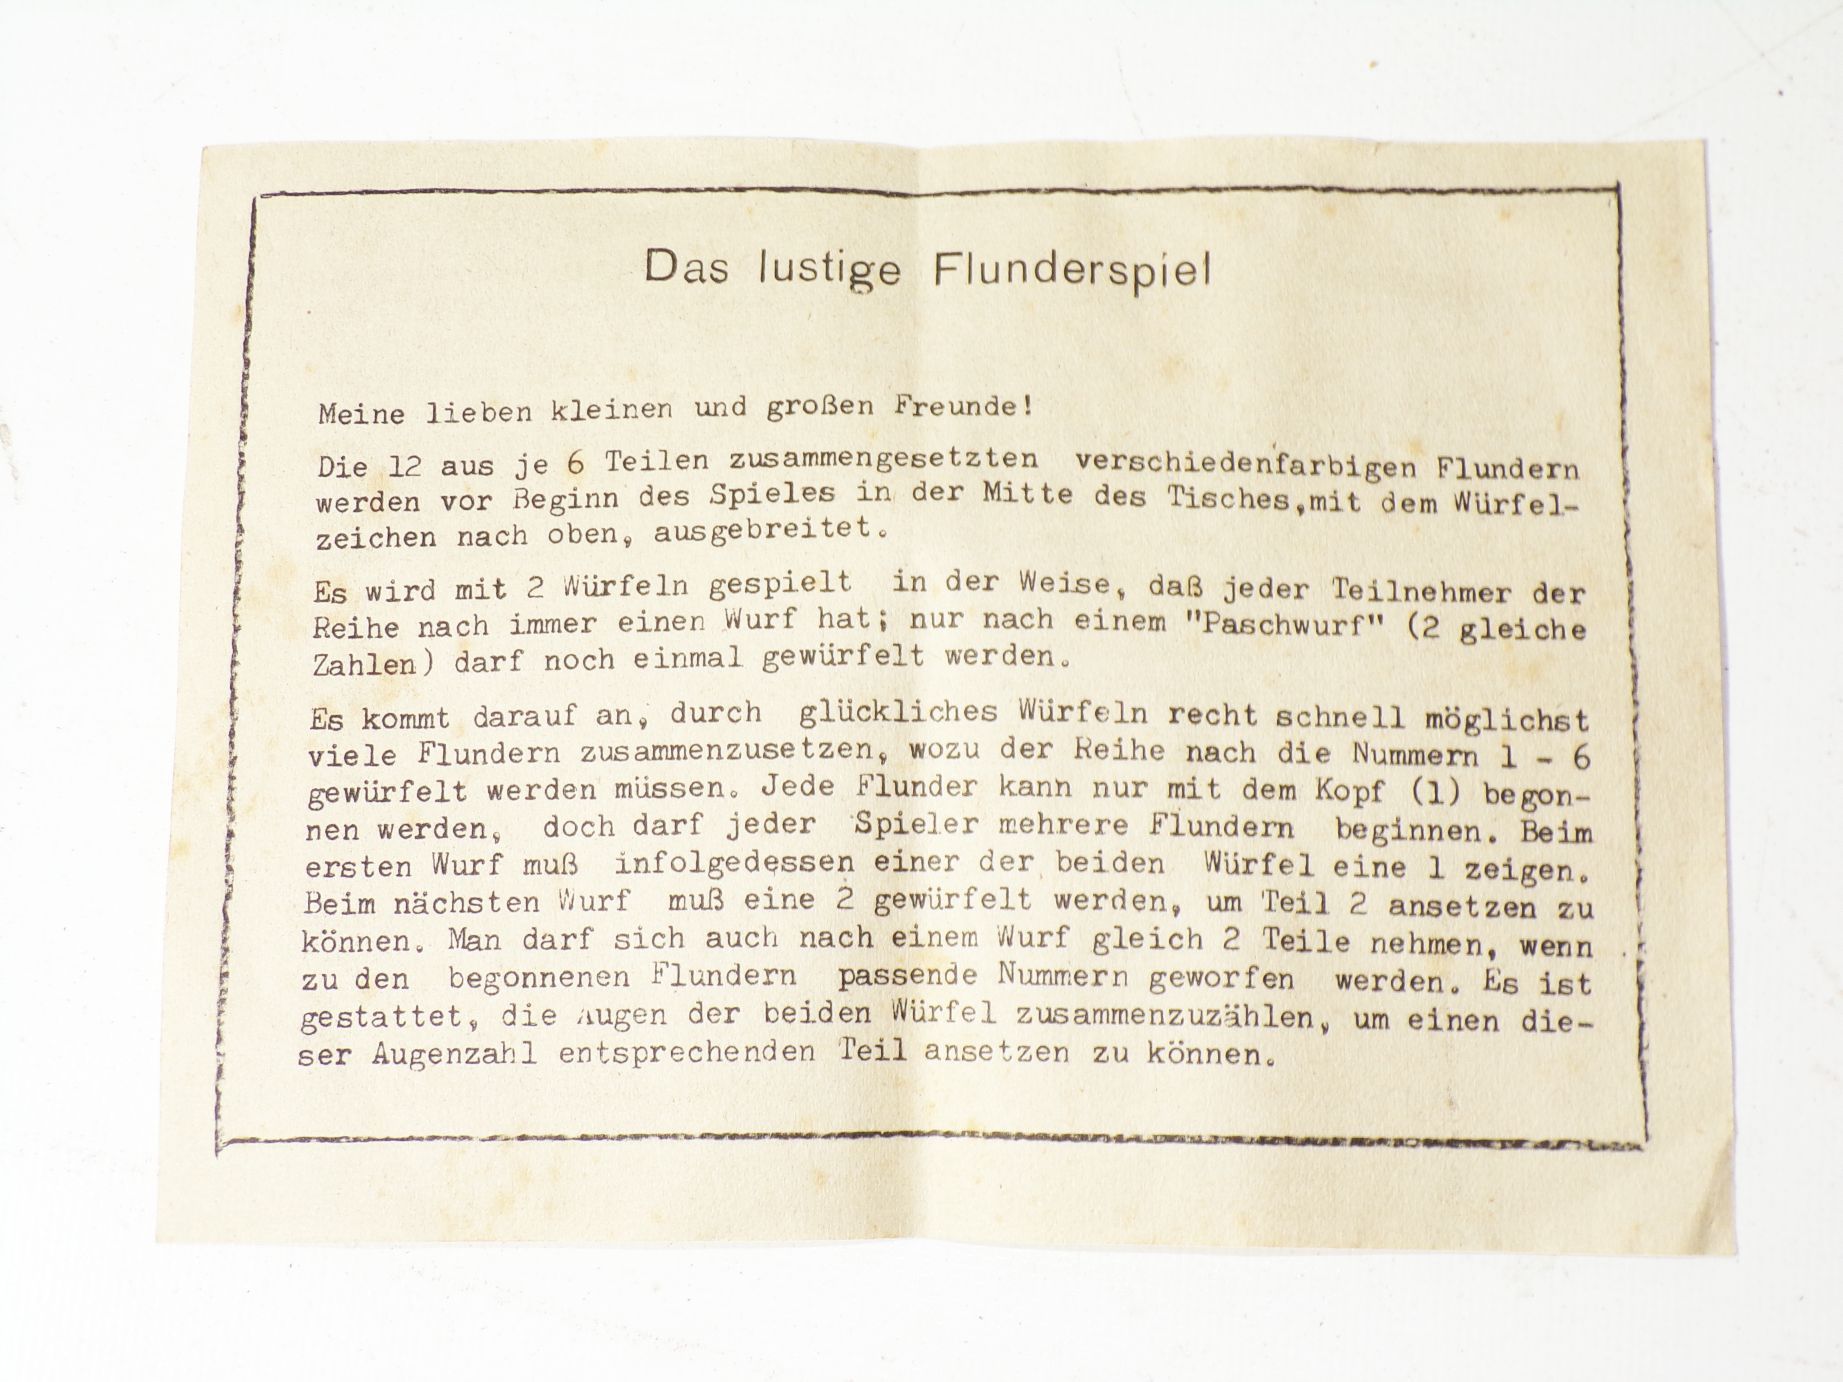 Das lustige Flunderspiel
Meine lieben kleinen und großen Freunde!
Die 12 aus je 6 Teilen zusammengesetzten verschiedenfarbigen Flundern
werden vor Beginn des Spieles in der Mitte des Tisches,mit dem Würfel-
zeichen nach oben, ausgebreitet.
Es wird mit 2 Würfeln gespielt in der Weise, daß jeder Teilnehmer der
Reihe nach immer einen Wurf hat; nur nach einem "Paschwurf" (2 gleiche
Zahlen) darf noch einmal gewürfelt werden.
Es kommt darauf an, durch glückliches Würfeln recht schnell möglichst
viele Flundern zusammenzusetzen, wozu der Reihe nach die Nummern 1 - 6
gewürfelt werden müssen. Jede Flunder kann nur mit dem Kopf (1) begon-
nen werden, doch darf jeder Spieler mehrere Flundern beginnen. Beim
ersten Wurf muß infolgedessen einer der beiden Würfel eine 1 zeigen.
Beim nächsten Wurf muß eine 2 gewürfelt werden, um Teil 2 ansetzen zu
können. Man darf sich auch nach einem Wurf gleich 2 Teile nehmen, wenn
zu den begonnenen Flundern passende Nummern geworfen werden. Es ist
gestattet, die Augen der beiden Würfel zusammenzuzählen, um einen die-
ser Augenzahl entsprechenden Teil ansetzen zu können.